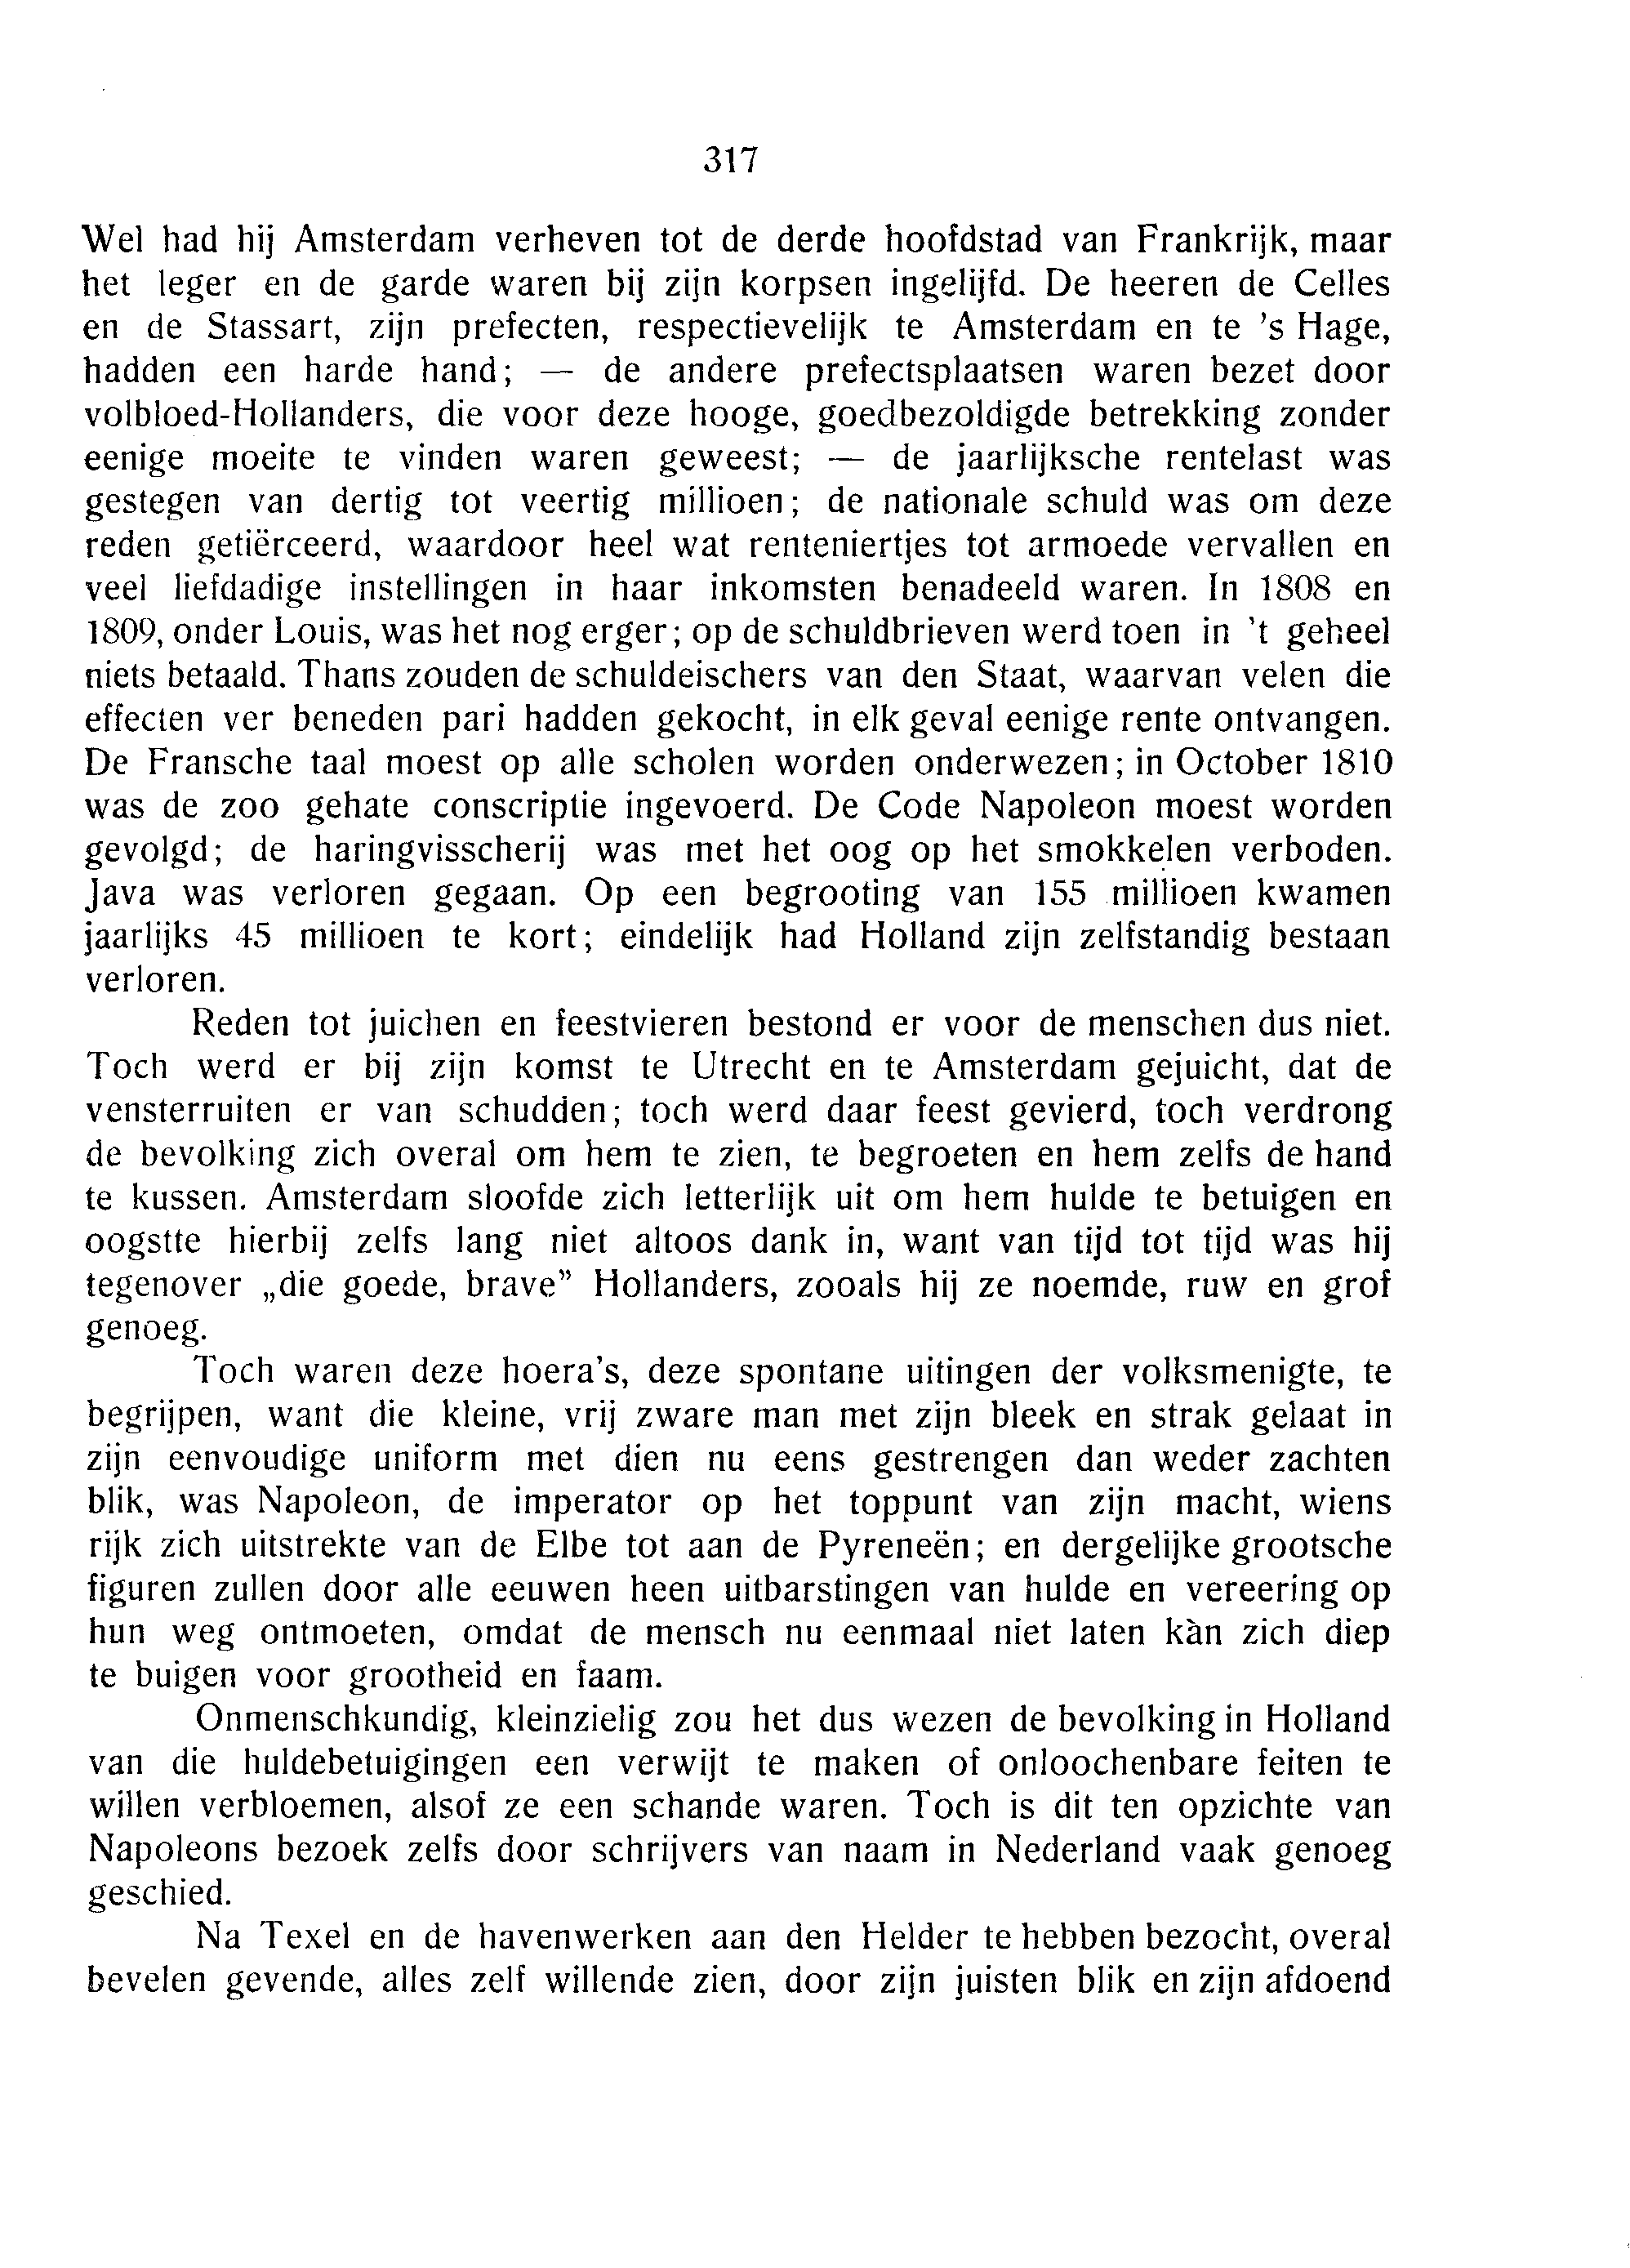 317
Wel had hij Amsterdam verheven tot de derde hoofdstad van Frankrijk, maar
het leger en de garde waren bij zijn korpsen ingelijfd. De heeren de Celles
en de Stassart, zijn prefecten, respectievelijk te Amsterdam en te 's Hage,
hadden een harde hand; — de andere prefectsplaatsen waren bezet door
volbloed-Hollanders, die voor deze hooge, goedbezoldigde betrekking zonder
eenige moeite te vinden waren geweest; — de jaarlijksche rentelast was
gestegen van dertig tot veertig millioen; de nationale schuld was om deze
reden getiërceerd, waardoor heel wat renteniertjes tot armoede vervallen en
veel liefdadige instellingen in haar inkomsten benadeeld waren. In 1808 en
1809, onder Louis, was het nog erger; op de schuldbrieven werd toen in 't geheel
niets betaald. Thans zouden de schuldeischers van den Staat, waarvan velen die
effecten ver beneden pari hadden gekocht, in elk geval eenige rente ontvangen.
De Fransche taal moest op alle scholen worden onderwezen; in October 1810
was de zoo gehate conscriptie ingevoerd. De Code Napoleon moest worden
gevolgd; de haringvisscherij was met het oog op het smokkelen verboden.
Java was verloren gegaan. Op een begrooting van 155 millioen kwamen
jaarlijks 45 millioen te kort; eindelijk had Holland zijn zelfstandig bestaan
verloren.
Reden tot juichen en feestvieren bestond er voor de menschen dus niet.
Toch werd er bij zijn komst te Utrecht en te Amsterdam gejuicht, dat de
vensterruiten er van schudden; toch werd daar feest gevierd, toch verdrong
de bevolking zich overal om hem te zien, te begroeten en hem zelfs de hand
te kussen. Amsterdam sloofde zich letterlijk uit om hem hulde te betuigen en
oogstte hierbij zelfs lang niet altoos dank in, want van tijd tot tijd was hij
tegenover „die goede, brave” Hollanders, zooals hij ze noemde, ruw en grof
genoeg.
Toch waren deze hoera's, deze spontane uitingen der volksmenigte, te
begrijpen, want die kleine, vrij zware man met zijn bleek en strak gelaat in
zijn eenvoudige uniform met dien nu eens gestrengen dan weder zachten
blik, was Napoleon, de imperator op het toppunt van zijn macht, wiens
rijk zich uitstrekte van de Elbe tot aan de Pyreneën; en dergelijke grootsche
figuren zullen door alle eeuwen heen uitbarstingen van hulde en vereering op
hun weg ontmoeten, omdat de mensch nu eenmaal niet laten kàn zich diep
te buigen voor grootheid en faam.
Onmenschkundig, kleinzielig zou het dus wezen de bevolking in Holland
van die huldebetuigingen een verwijt te maken of onloochenbare feiten te
willen verbloemen, alsof ze een schande waren. Toch is dit ten opzichte van
Napoleons bezoek zelfs door schrijvers van naam in Nederland vaak genoeg
geschied.
Na Texel en de havenwerken aan den Helder te hebben bezocht, overal
bevelen gevende, alles zelf willende zien, door zijn juisten blik en zijn afdoend